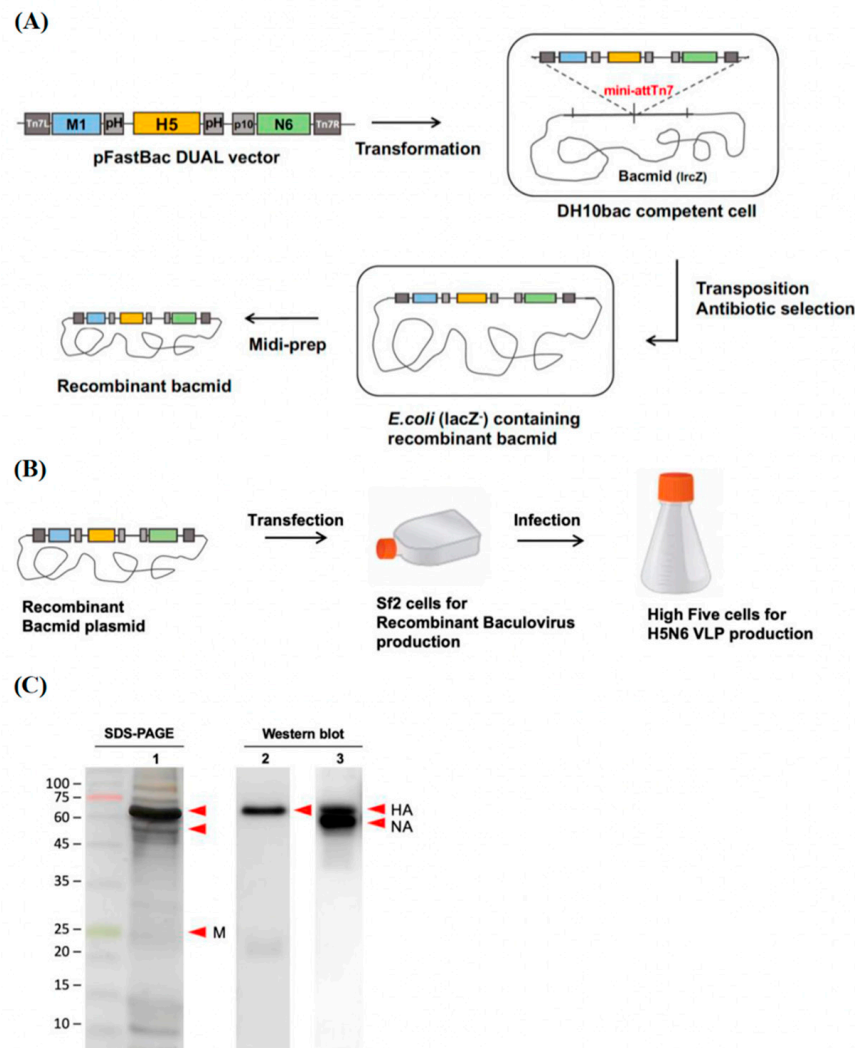 (A)
Tn7L M1 pH H5 pH p10 N6 Tn7R
pFastBac DUAL vector
Transformation
mini-attTn7
Bacmid (lrcZ)
DH10bac competent cell
Transposition
Antibiotic selection
E.coli (lacZ-) containing
recombinant bacmid
Midi-prep
Recombinant bacmid
(B)
Recombinant
Bacmid plasmid
Transfection
Sf2 cells for
Recombinant Baculovirus
production
Infection
High Five cells for
H5N6 VLP production
(C)
SDS-PAGE
Western blot
1
2
3
100
75
60
45
35
25
20
15
10
HA
NA
M